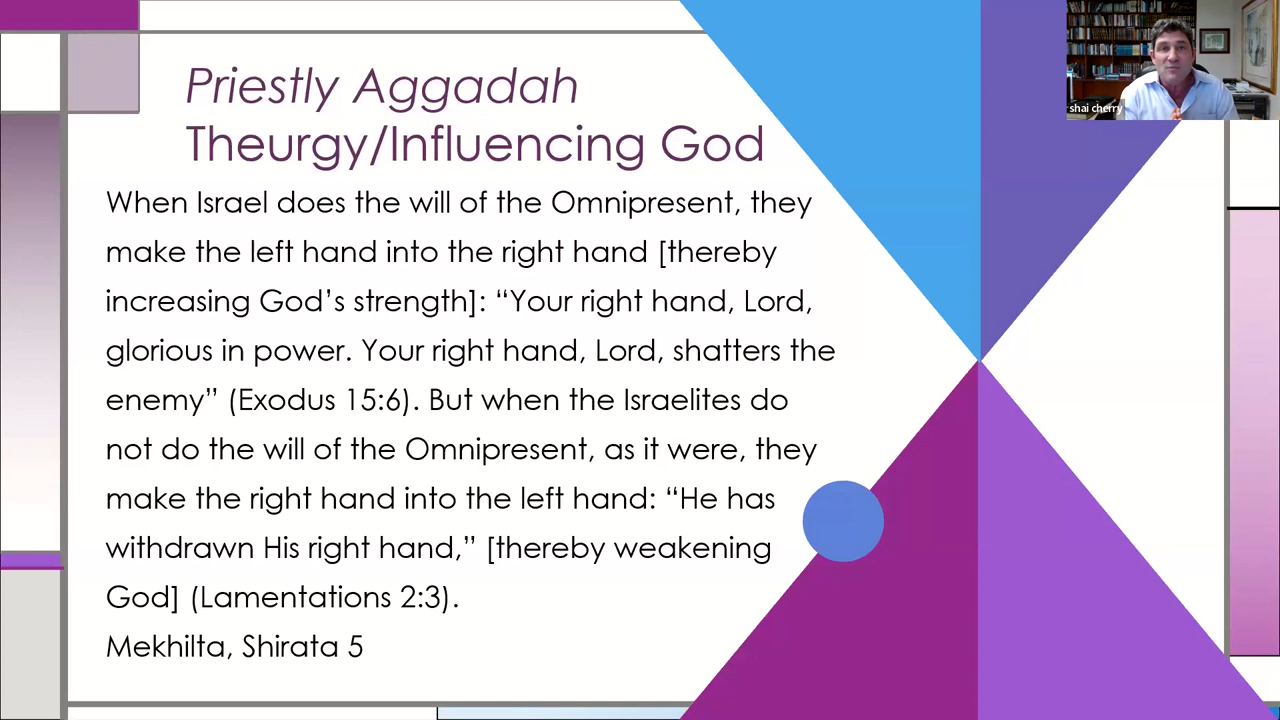 Priestly Aggadah
Theurgy/Influencing God
When Israel does the will of the Omnipresent, they
make the left hand into the right hand [thereby
increasing God’s strength]: “Your right hand, Lord,
glorious in power. Your right hand, Lord, shatters the
enemy” (Exodus 15:6). But when the Israelites do
not do the will of the Omnipresent, as it were, they
make the right hand into the left hand: “He has
withdrawn His right hand,” [thereby weakening
God] (Lamentations 2:3).
Mekhilta, Shirata 5
shai cherry